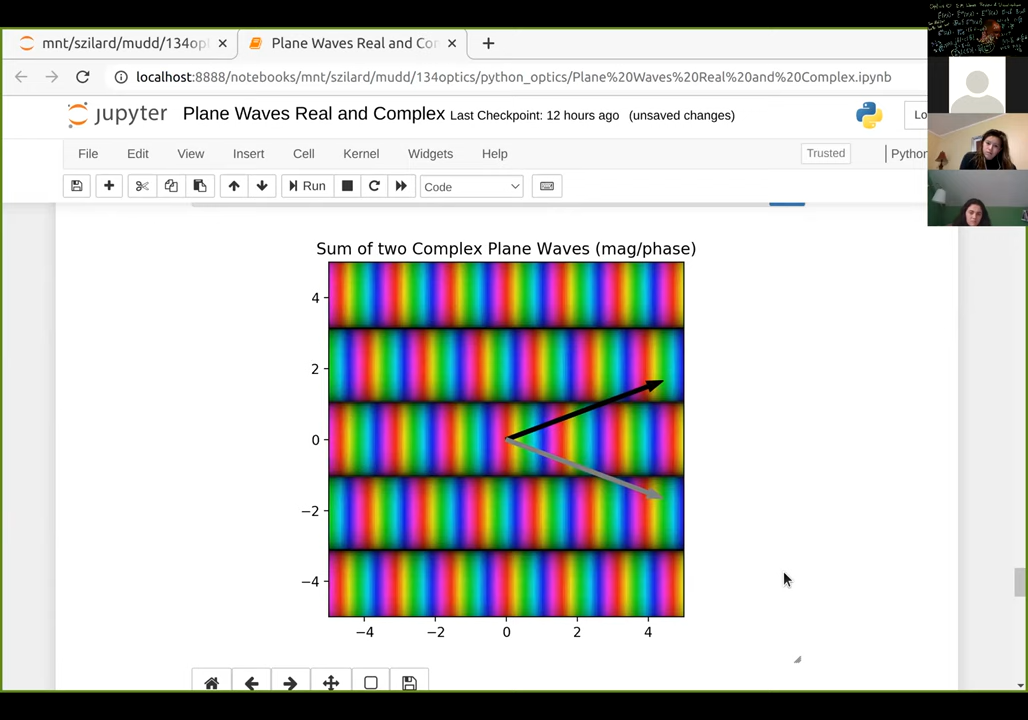 mnt/szilard/mudd/134op
Plane Waves Real and Cor
localhost:8888/notebooks/mnt/szilard/mudd/134optics/python_optics/Plane%20Waves%20Real%20and%20Complex.ipynb
jupyter Plane Waves Real and Complex Last Checkpoint: 12 hours ago (unsaved changes)
Lo
File Edit View Insert Cell Kernel Widgets Help Trusted Python
Run Code
Sum of two Complex Plane Waves (mag/phase)
4
2
0
−2
−4
−4 −2 0 2 4